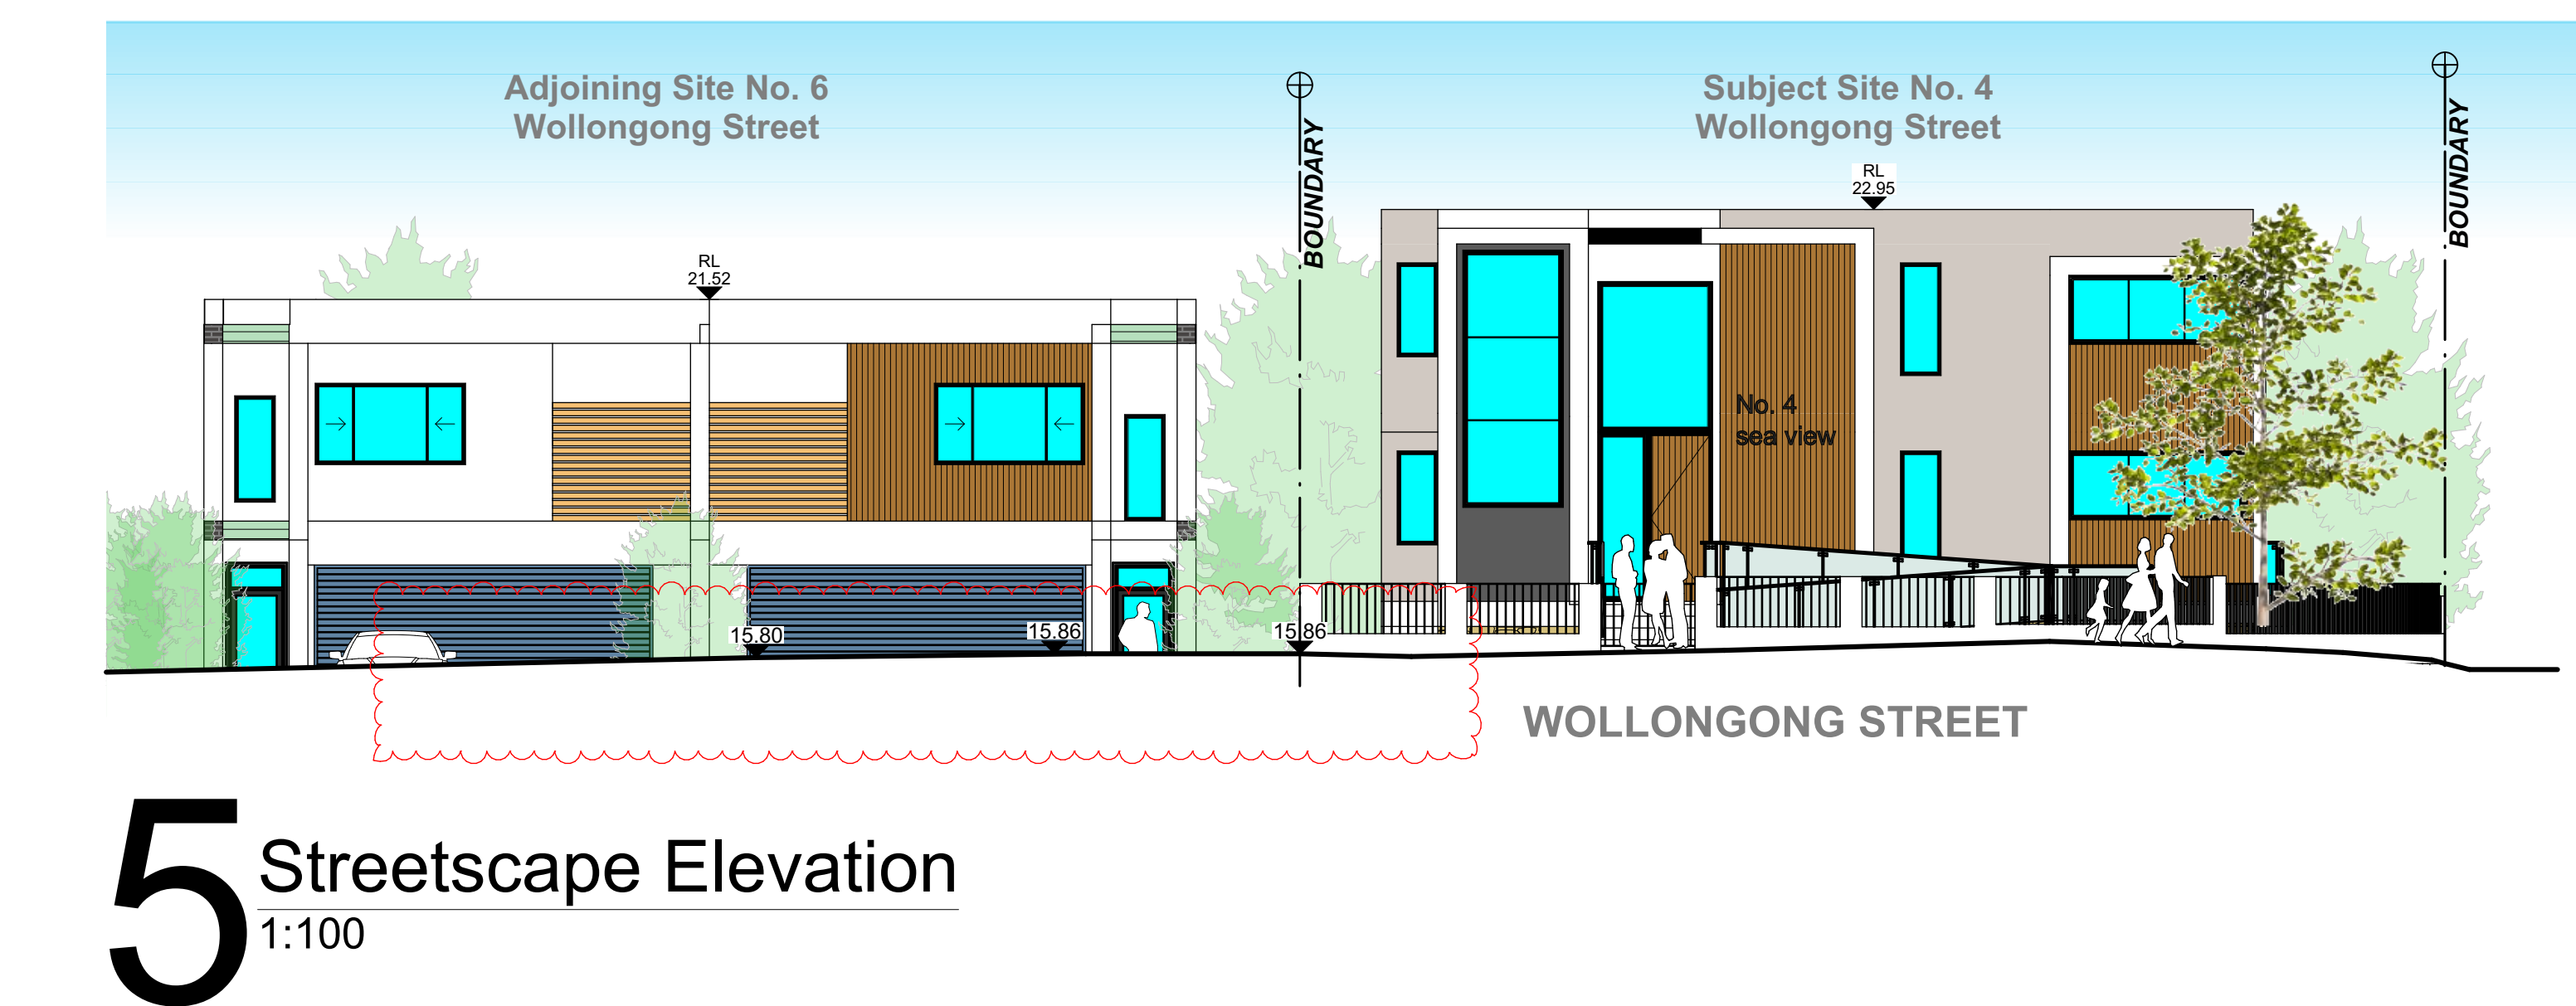 Adjoining Site No. 6
Wollongong Street
BOUNDARY
Subject Site No. 4
Wollongong Street
BOUNDARY
RL
22.95
RL
21.52
No. 4
sea view
15.80
15.86
15.86
WOLLONGONG STREET
5
Streetscape Elevation
1:100